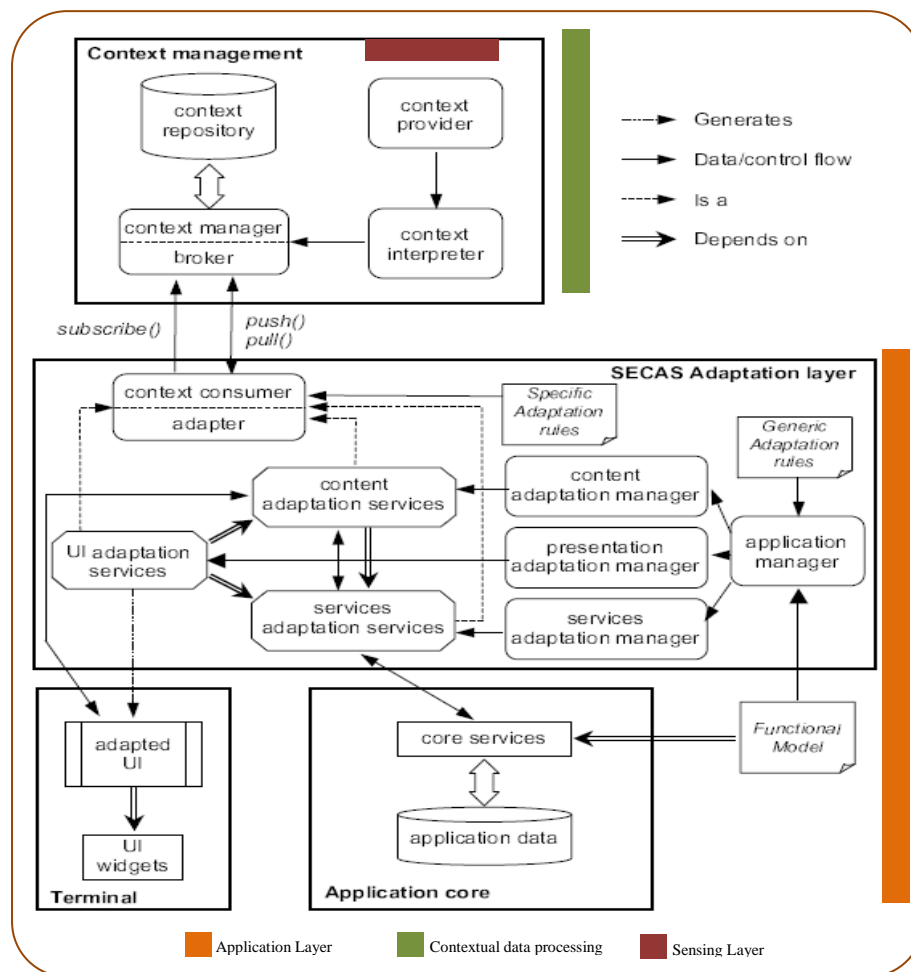 Context management
context
repository
context
provider
context manager
broker
context
interpreter
Generates
Data/control flow
Is a
Depends on
subscribe()
push()
pull()
SECAS Adaptation layer
context consumer
adapter
Specific
Adaptation
rules
Generic
Adaptation
rules
content
adaptation services
content
adaptation manager
UI adaptation
services
presentation
adaptation manager
application
manager
services
adaptation services
services
adaptation manager
adapted
UI
core services
Functional
Model
UI
widgets
application data
Terminal
Application core
Application Layer
Contextual data processing
Sensing Layer